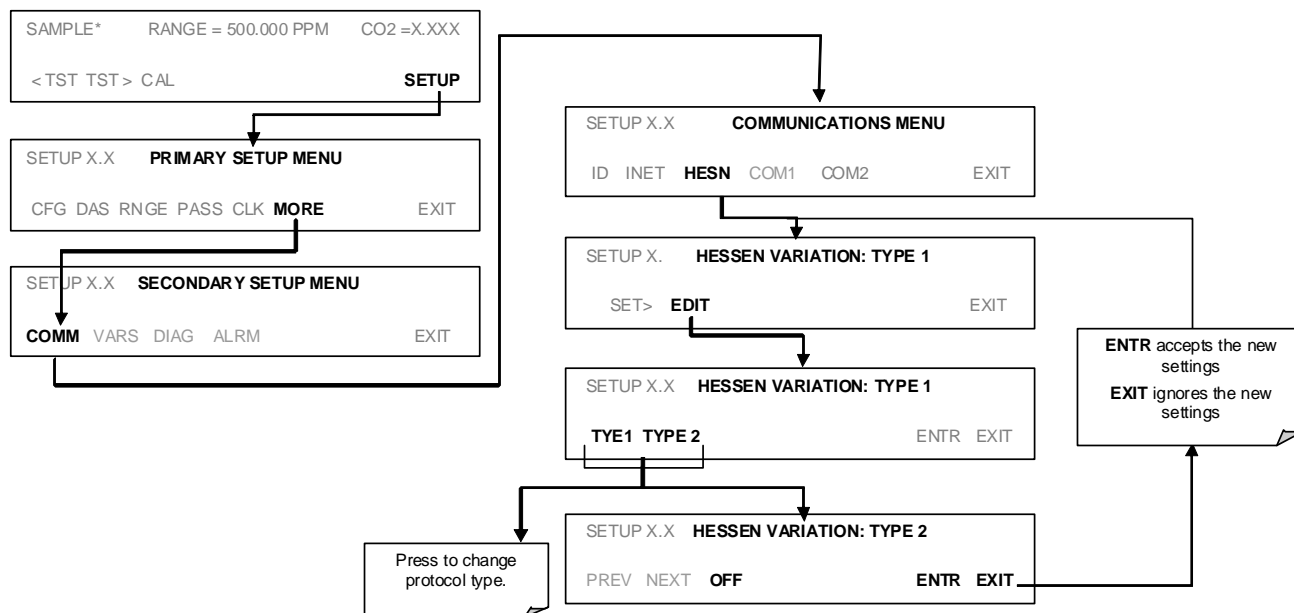 SAMPLE* RANGE = 500.000 PPM CO2 =X.XXX
< TST TST > CAL SETUP
SETUP X.X PRIMARY SETUP MENU
CFG DAS RNGE PASS CLK MORE EXIT
SETUP X.X SECONDARY SETUP MENU
COMM VARS DIAG ALRM EXIT
SETUP X.X COMMUNICATIONS MENU
ID INET HESN COM1 COM2 EXIT
SETUP X. HESSEN VARIATION: TYPE 1
SET> EDIT EXIT
SETUP X.X HESSEN VARIATION: TYPE 1
TYE1 TYPE 2 ENTR EXIT
Press to change
protocol type.
SETUP X.X HESSEN VARIATION: TYPE 2
PREV NEXT OFF ENTR EXIT
ENTR accepts the new
settings
EXIT ignores the new
settings